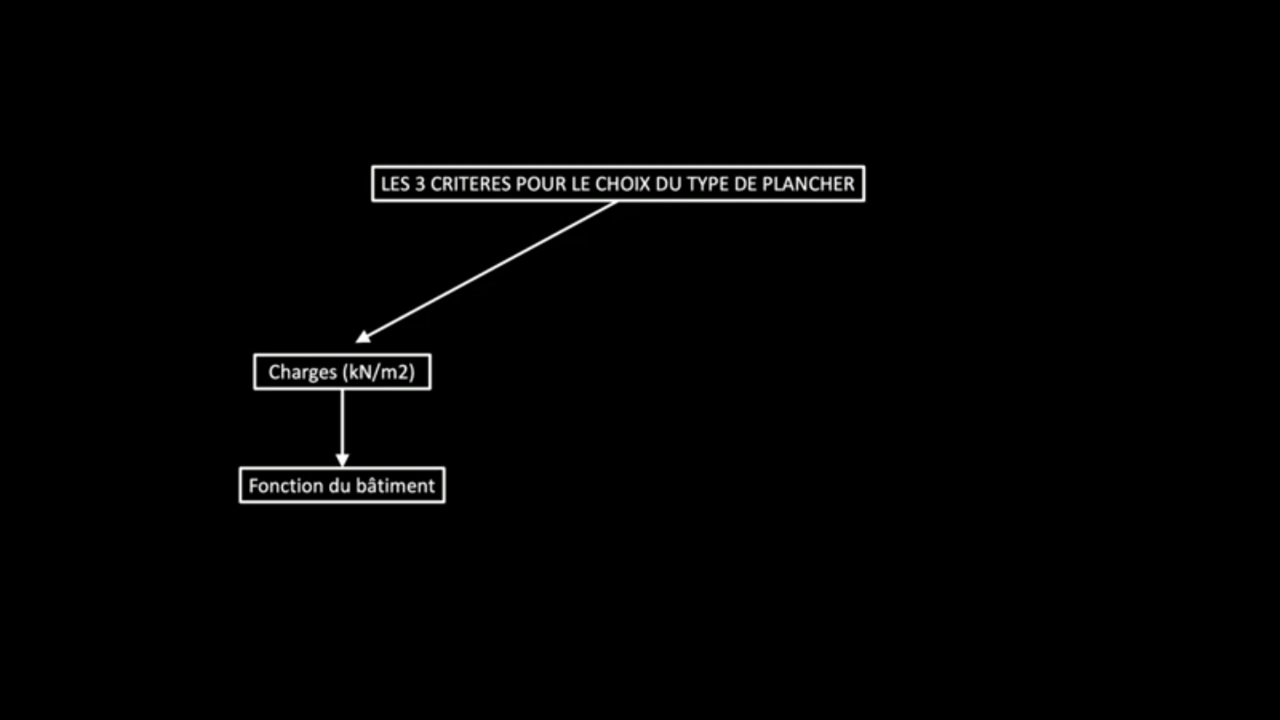 LES 3 CRITERES POUR LE CHOIX DU TYPE DE PLANCHER
Charges (kN/m2)
Fonction du bâtiment